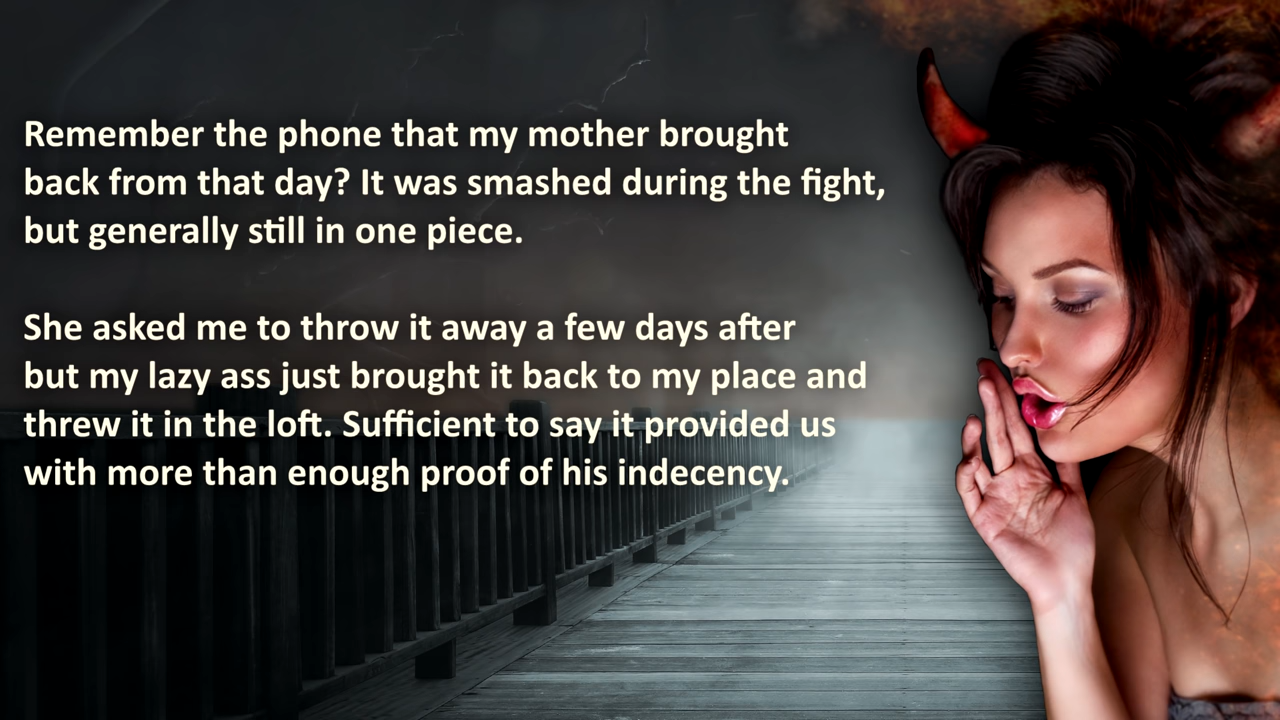 Remember the phone that my mother brought
back from that day? It was smashed during the fight,
but generally still in one piece.
She asked me to throw it away a few days after
but my lazy ass just brought it back to my place and
threw it in the loft. Sufficient to say it provided us
with more than enough proof of his indecency.